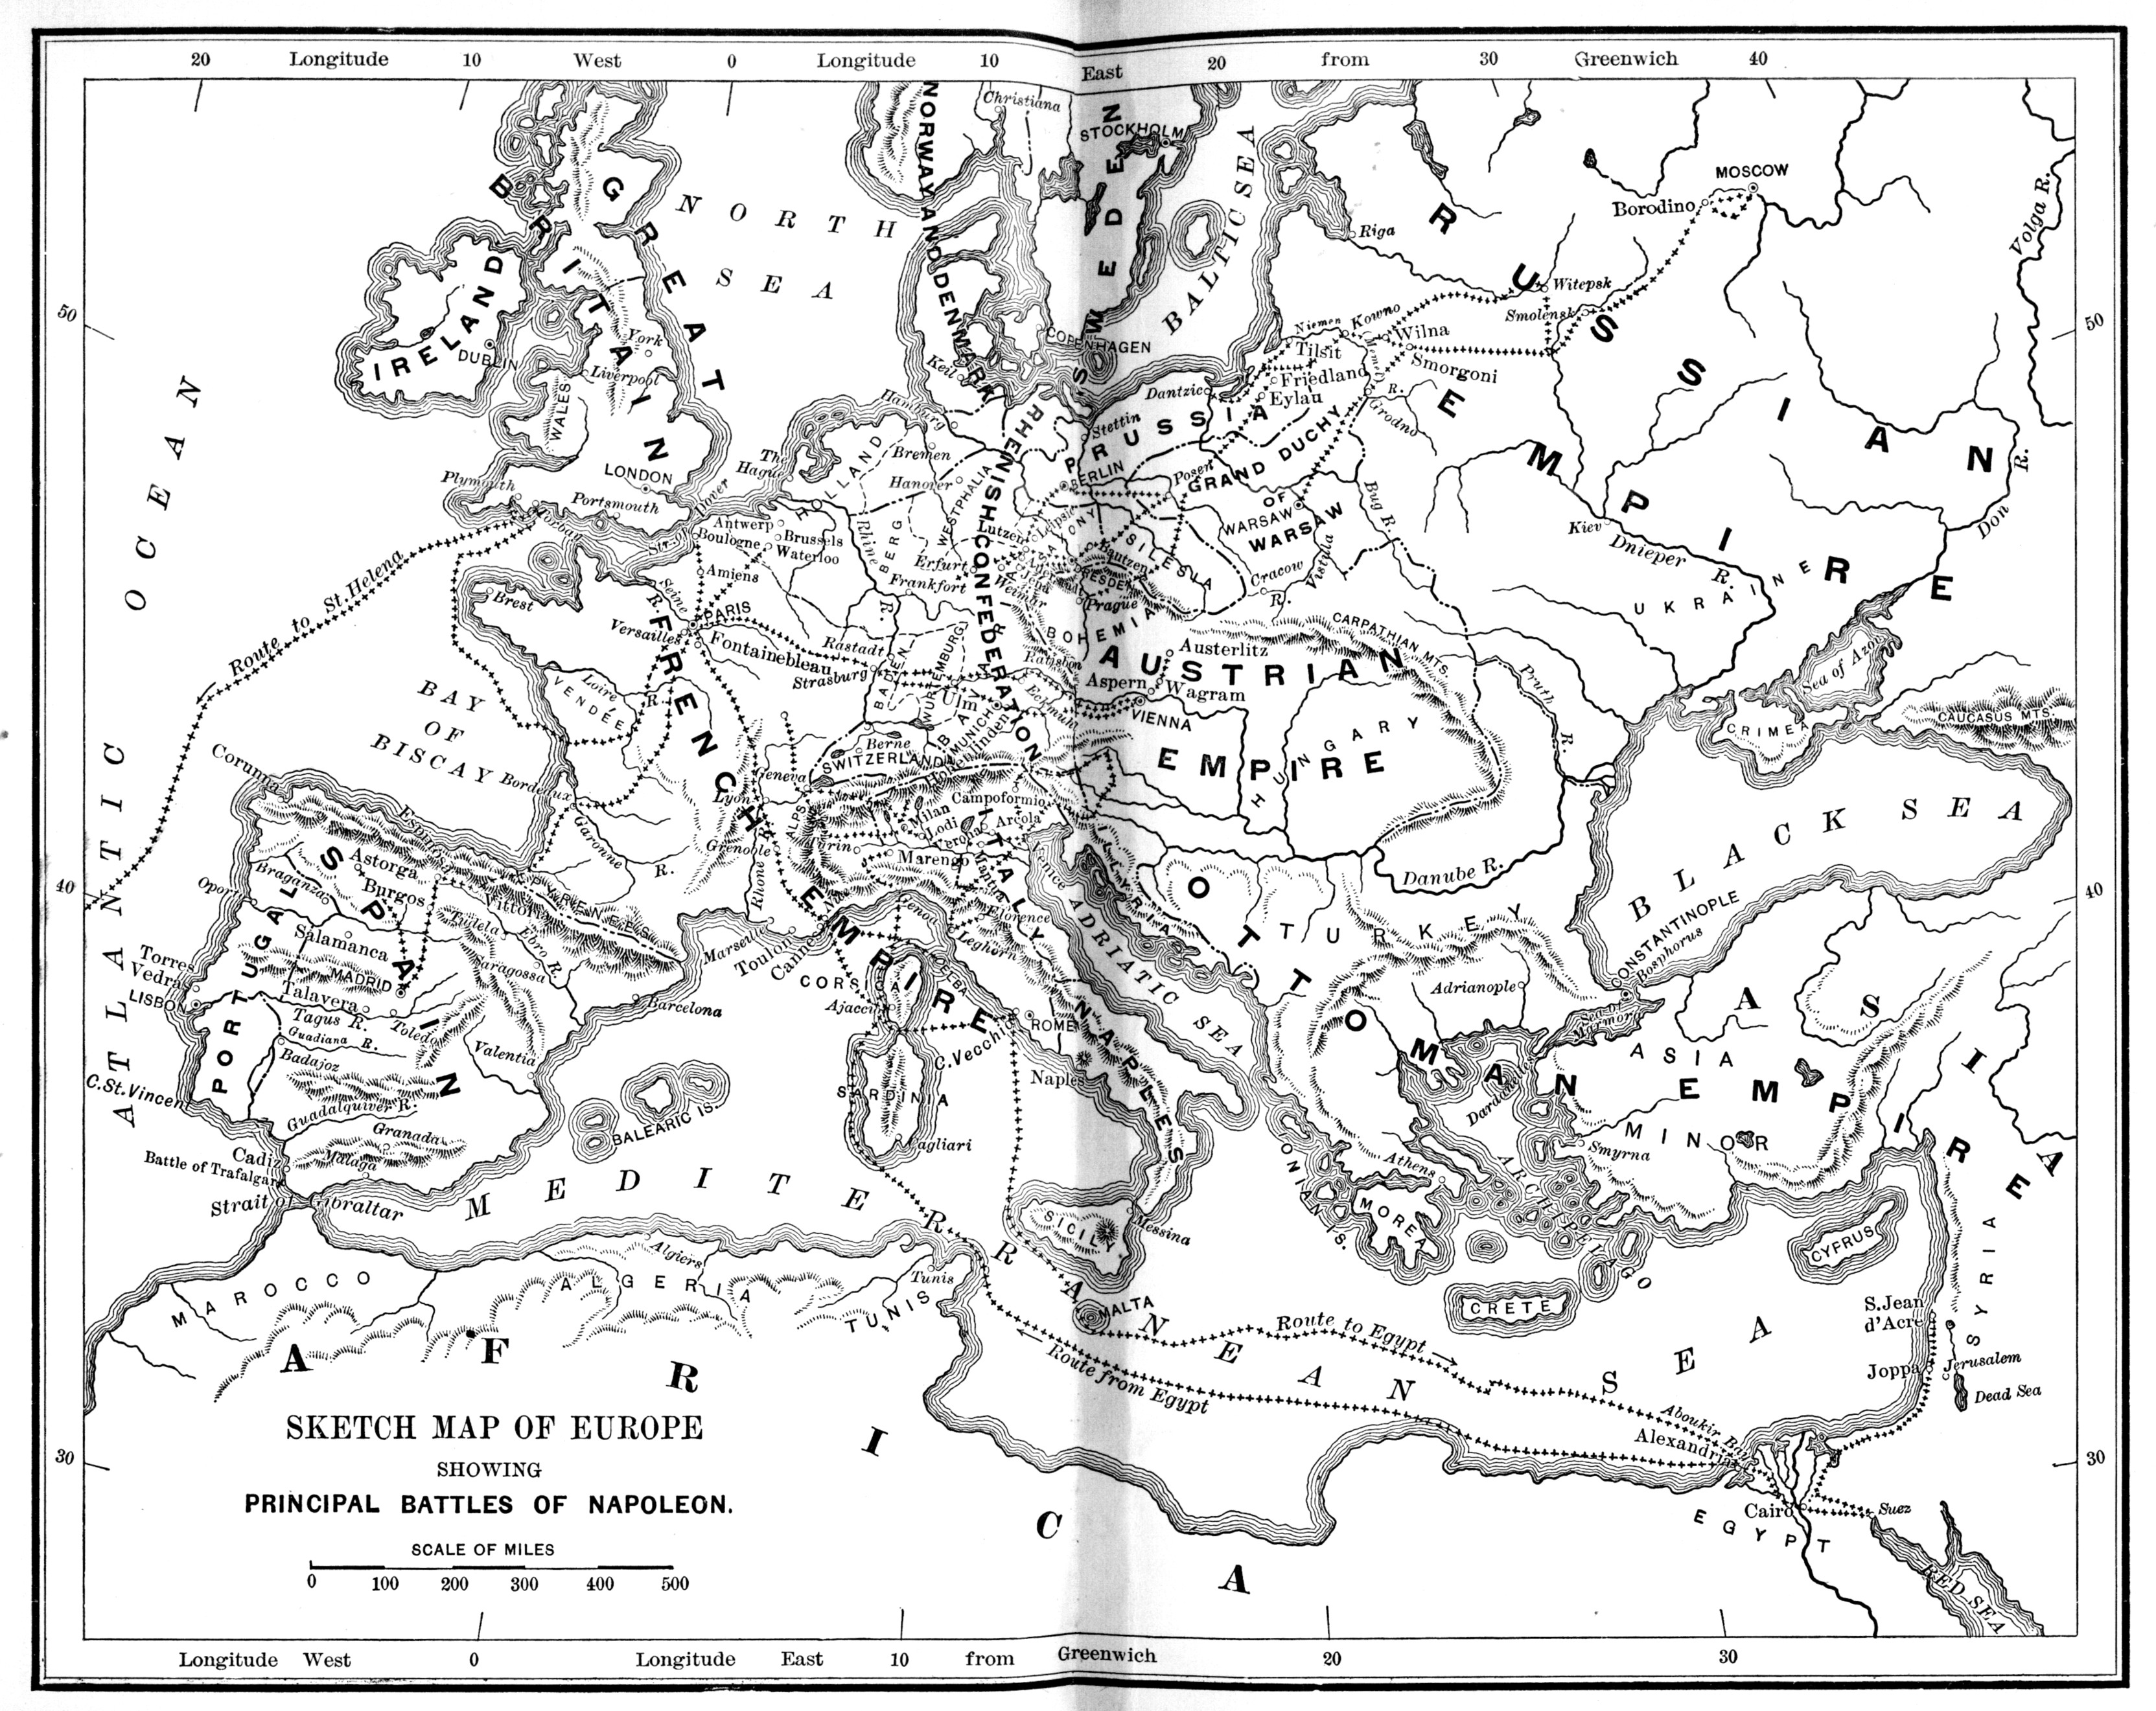 20 Longitude 10 West 0 Longitude 10 East 20 from 30 Greenwich 40
NORWAY AND DENMARK
Christiana
SWEDEN
STOCKHOLM
BALTIC SEA
MOSCOW
Borodino
Volga R.
GREAT BRITAIN
NORTH SEA
Riga
RUSSIAN EMPIRE
Witepsk
Smolensk
50
50
IRELAND
DUBLIN
York
Liverpool
WALES
COPENHAGEN
Keil
Niemen
Kowno
Wilna
Tilsit
Smorgoni
Memel
R.
Friedland
Eylau
Grodno
Dantzic
Hamburg
Stettin
PRUSSIA
RHENISH CONFEDERATION
Bremen
BERLIN
Posen
GRAND DUCHY
OF
WARSAW
WARSAW
Bug R.
Don R.
LONDON
The
Hague
HOLLAND
Hanover
WESTPHALIA
Plymouth
Portsmouth
Torbay
Str. of Dover
Antwerp
Brussels
Boulogne
Waterloo
Rhine
R.
BERG
Lutzen
Leipsic
SAXONY
Bautzen
SILESIA
DRESDEN
Erfurt
Jena
Weimar
Frankfort
Prague
Cracow
Vistula
R.
Kiev
Dnieper
R.
UKRAINE
ATLANTIC OCEAN
Route to St. Helena
Amiens
Brest
Seine
R.
PARIS
Versailles
Fontainebleau
Rastadt
Strasburg
BADEN
WURTEMBURG
BAVARIA
Ulm
MUNICH
Hohenlinden
Ratisbon
Eckmuhl
BOHEMIA
Austerlitz
AUSTRIAN EMPIRE
Aspern
Wagram
VIENNA
CARPATHIAN MTS.
Pruth
R.
Sea of Azov
CRIMEA
CAUCASUS MTS.
FRENCH EMPIRE
VENDÉE
Loire
R.
BAY
OF
BISCAY
Bordeaux
Berne
SWITZERLAND
Geneva
Lyon
ALPS
Grenoble
HUNGARY
Corunna
Garonne
R.
Rhone R.
Campoformio
Milan
Lodi
Arcola
Verona
Turin
Marengo
Mantua
Venice
ITALY
ILLYRIA
Danube R.
BLACK SEA
40
40
SPAIN
Astorga
Espinosa
Burgos
Braganza
Oporto
Vittoria
PYRENEES
Tudela
Ebro R.
Salamanca
Saragossa
MADRID
PORTUGAL
Torres
Vedras
LISBON
Talavera
Tagus R.
Toledo
Guadiana R.
Badajoz
Valentia
Barcelona
Marseille
Toulon
Cannes
Genoa
Florence
Leghorn
ELBA
CORSICA
Ajaccio
ROME
C. Vecchio
ADRIATIC SEA
NAPLES
Naples
OTTOMAN EMPIRE
TURKEY
Adrianople
CONSTANTINOPLE
Bosphorus
Sea of
Marmora
ASIA
ASIA
MINOR
Dardanelles
Smyrna
C. St. Vincent
Guadalquiver R.
Granada
Malaga
Cadiz
Battle of Trafalgar
Strait of Gibraltar
BALEARIC IS.
SARDINIA
Cagliari
MEDITERRANEAN SEA
SICILY
Messina
IONIAN IS.
Athens
MOREA
ARCHIPELAGO
CRETE
CYPRUS
SYRIA
MAROCCO
Algiers
ALGERIA
Tunis
TUNIS
MALTA
Route to Egypt
Route from Egypt
S. Jean
d'Acre
Joppa
Jerusalem
Dead Sea
Aboukir Bay
Alexandria
Cairo
Suez
EGYPT
RED SEA
AFRICA
30
30
SKETCH MAP OF EUROPE
SHOWING
PRINCIPAL BATTLES OF NAPOLEON.
SCALE OF MILES
0 100 200 300 400 500
Longitude West 0 Longitude East 10 from Greenwich 20 30